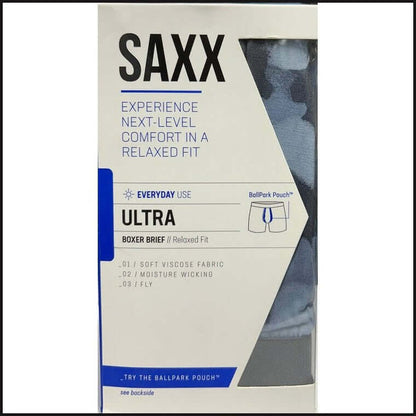 SAXX
EXPERIENCE
NEXT-LEVEL
COMFORT IN A
RELAXED FIT
EVERYDAY USE
BallPark Pouch™
ULTRA
BOXER BRIEF // Relaxed Fit
_01 / SOFT VISCOSE FABRIC
_02 / MOISTURE WICKING
_03 / FLY
_TRY THE BALLPARK POUCH™
see backside